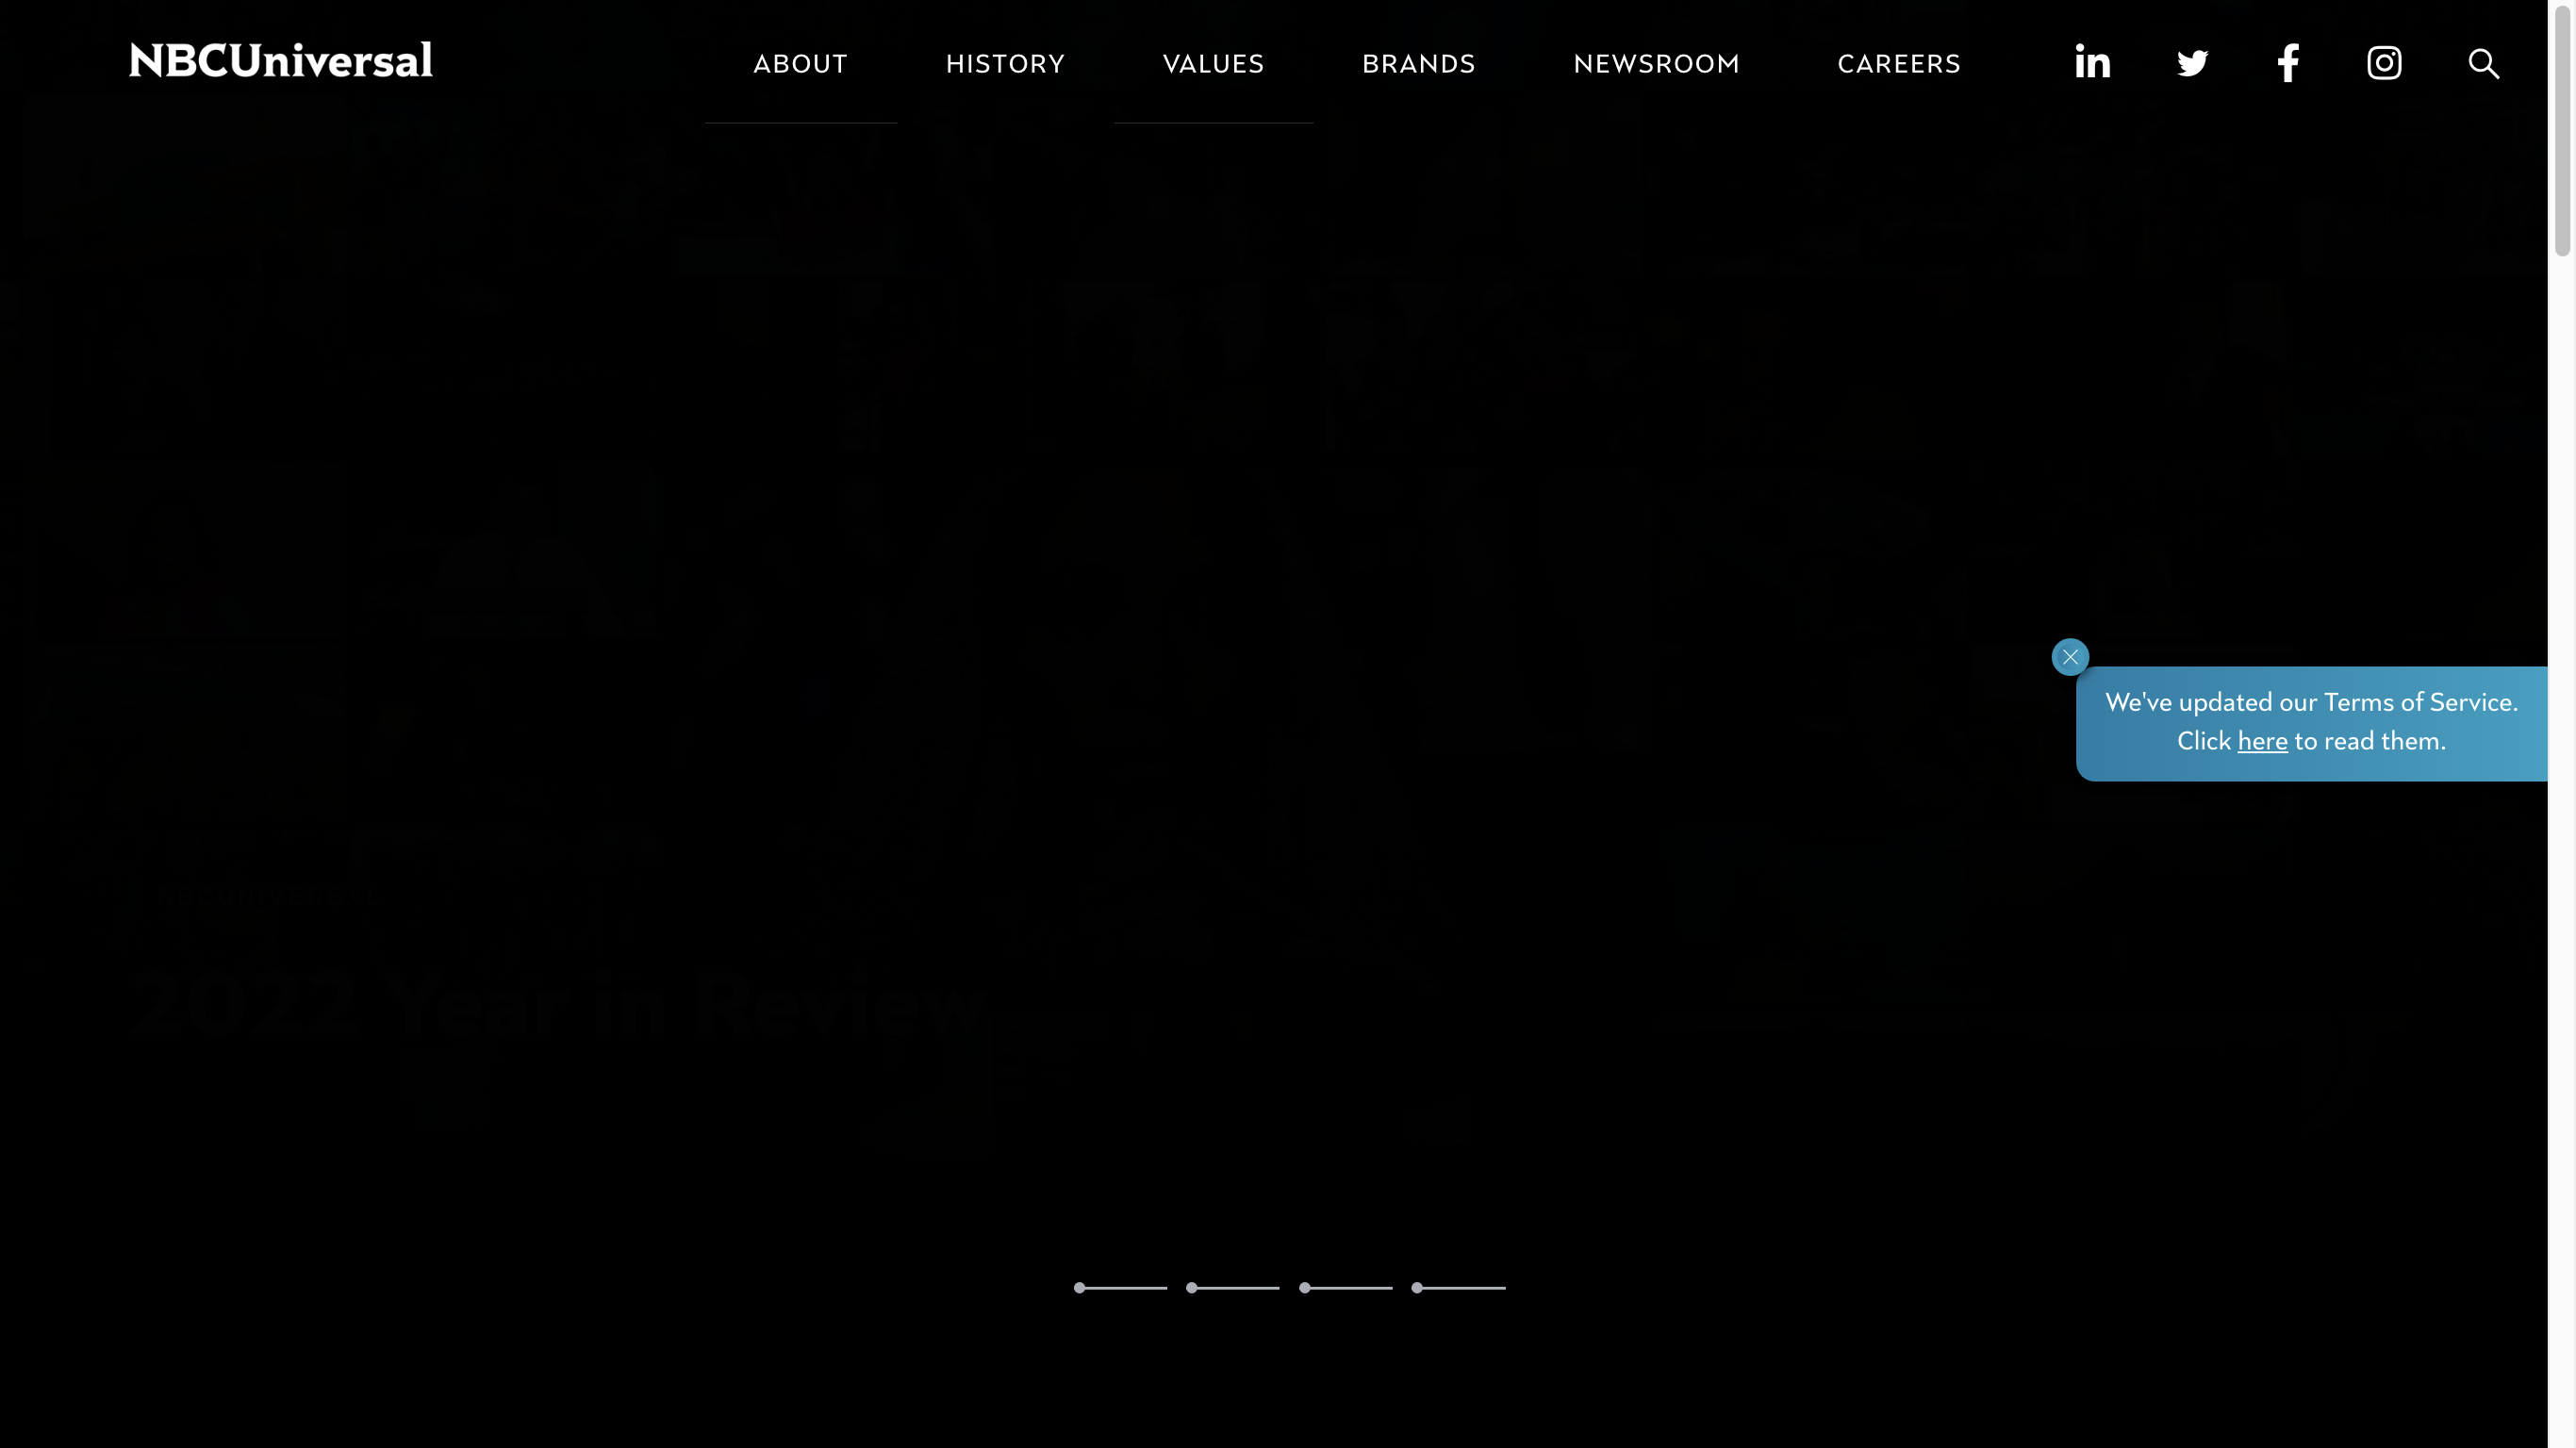 NBCUniversal
ABOUT HISTORY VALUES BRANDS NEWSROOM CAREERS
We've updated our Terms of Service.
Click here to read them.
NBCUNIVERSAL
2022 Year in Review